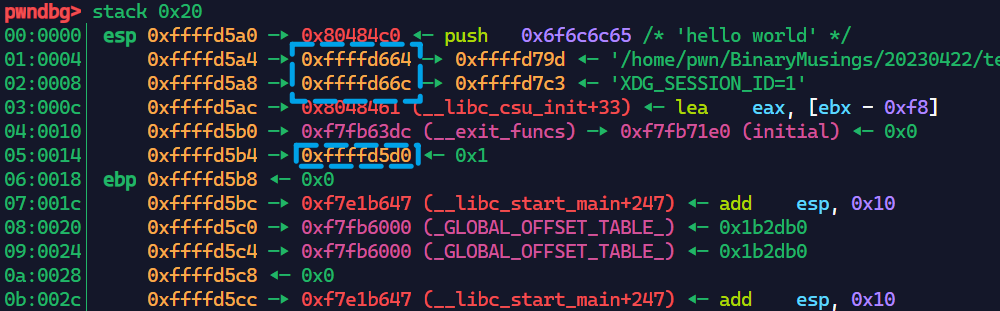 pwndbg> stack 0x20
00:0000│ esp 0xffffd5a0 —▸ 0x80484c0 ◂— push 0x6f6c6c65 /* 'hello world' */
01:0004│ 0xffffd5a4 —▸ 0xffffd664 —▸ 0xffffd79d ◂— '/home/pwn/BinaryMusings/20230422/te
02:0008│ 0xffffd5a8 —▸ 0xffffd66c —▸ 0xffffd7c3 ◂— 'XDG_SESSION_ID=1'
03:000c│ 0xffffd5ac —▸ 0x8048461 (__libc_csu_init+33) ◂— lea eax, [ebx - 0xf8]
04:0010│ 0xffffd5b0 —▸ 0xf7fb63dc (__exit_funcs) —▸ 0xf7fb71e0 (initial) ◂— 0x0
05:0014│ 0xffffd5b4 —▸ 0xffffd5d0 ◂— 0x1
06:0018│ ebp 0xffffd5b8 ◂— 0x0
07:001c│ 0xffffd5bc —▸ 0xf7e1b647 (__libc_start_main+247) ◂— add esp, 0x10
08:0020│ 0xffffd5c0 —▸ 0xf7fb6000 (_GLOBAL_OFFSET_TABLE_) ◂— 0x1b2db0
09:0024│ 0xffffd5c4 —▸ 0xf7fb6000 (_GLOBAL_OFFSET_TABLE_) ◂— 0x1b2db0
0a:0028│ 0xffffd5c8 ◂— 0x0
0b:002c│ 0xffffd5cc —▸ 0xf7e1b647 (__libc_start_main+247) ◂— add esp, 0x10